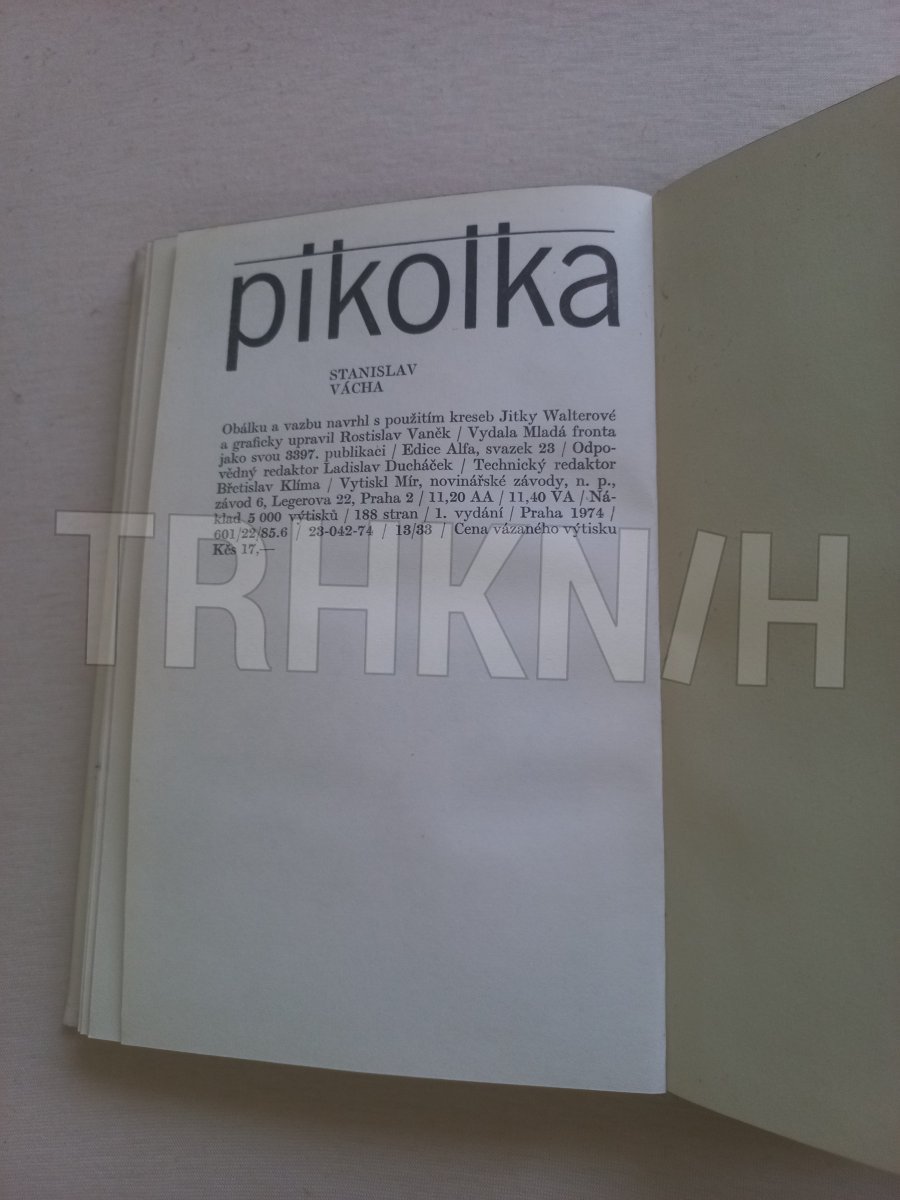 pikolka
STANISLAV
VÁCHA
Obálku a vazbu navrhl s použitím kreseb Jitky Walterové
a graficky upravil Rostislav Vaněk / Vydala Mladá fronta
jako svou 3397. publikaci / Edice Alfa, svazek 23 / Odpo-
vědný redaktor Ladislav Ducháček / Technický redaktor
Břetislav Klíma / Vytiskl Mír, novinářské závody, n. p.,
závod 6, Legerova 22, Praha 2 / 11,20 AA / 11,40 VA / Ná-
klad 5 000 výtisků / 188 stran / 1. vydání / Praha 1974 /
601/22/85.6 / 23-042-74 / 13/33 / Cena vázaného výtisku
Kčs 17,—
TRHKNIH